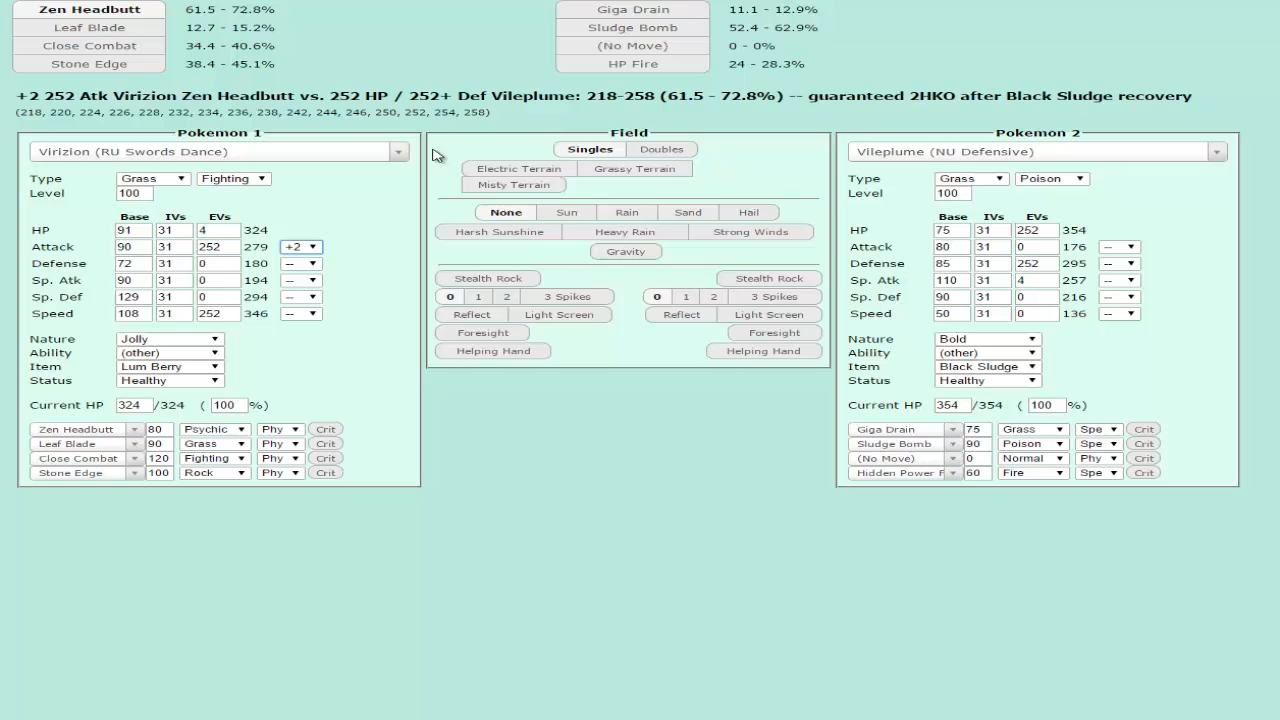 Zen Headbutt 61.5 - 72.8% Giga Drain 11.1 - 12.9%
Leaf Blade 12.7 - 15.2% Sludge Bomb 52.4 - 62.9%
Close Combat 34.4 - 40.6% (No Move) 0 - 0%
Stone Edge 38.4 - 45.1% HP Fire 24 - 28.3%
+2 252 Atk Virizion Zen Headbutt vs. 252 HP / 252+ Def Vileplume: 218-258 (61.5 - 72.8%) -- guaranteed 2HKO after Black Sludge recovery
(218, 220, 224, 226, 228, 232, 234, 236, 238, 242, 244, 246, 250, 252, 254, 258)
Pokemon 1
Virizion (RU Swords Dance)
Type Grass Fighting
Level 100
Base IVs EVs
HP 91 31 4 324
Attack 90 31 252 279 +2
Defense 72 31 0 180 --
Sp. Atk 90 31 0 194 --
Sp. Def 129 31 0 294 --
Speed 108 31 252 346 --
Nature Jolly
Ability (other)
Item Lum Berry
Status Healthy
Current HP 324 /324 ( 100 %)
Zen Headbutt 80 Psychic Phy Crit
Leaf Blade 90 Grass Phy Crit
Close Combat 120 Fighting Phy Crit
Stone Edge 100 Rock Phy Crit
Field
Singles Doubles
Electric Terrain Grassy Terrain
Misty Terrain
None Sun Rain Sand Hail
Harsh Sunshine Heavy Rain Strong Winds
Gravity
Stealth Rock Stealth Rock
0 1 2 3 Spikes 0 1 2 3 Spikes
Reflect Light Screen Reflect Light Screen
Foresight Foresight
Helping Hand Helping Hand
Pokemon 2
Vileplume (NU Defensive)
Type Grass Poison
Level 100
Base IVs EVs
HP 75 31 252 354
Attack 80 31 0 176 --
Defense 85 31 252 295 --
Sp. Atk 110 31 4 257 --
Sp. Def 90 31 0 216 --
Speed 50 31 0 136 --
Nature Bold
Ability (other)
Item Black Sludge
Status Healthy
Current HP 354 /354 ( 100 %)
Giga Drain 75 Grass Spe Crit
Sludge Bomb 90 Poison Spe Crit
(No Move) 0 Normal Phy Crit
Hidden Power F 60 Fire Spe Crit